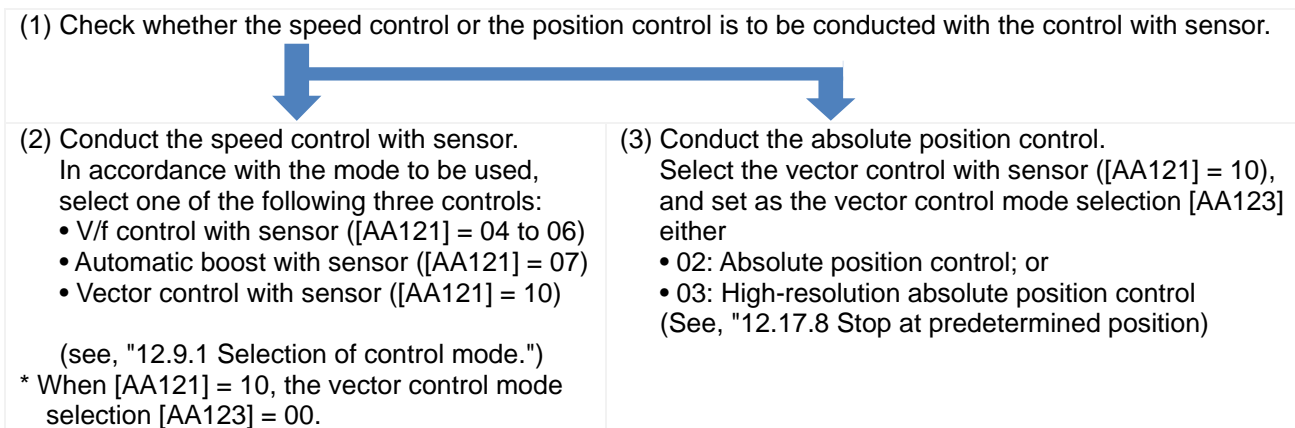 (1) Check whether the speed control or the position control is to be conducted with the control with sensor.
(2) Conduct the speed control with sensor.
In accordance with the mode to be used,
select one of the following three controls:
• V/f control with sensor ([AA121] = 04 to 06)
• Automatic boost with sensor ([AA121] = 07)
• Vector control with sensor ([AA121] = 10)
(see, "12.9.1 Selection of control mode.")
* When [AA121] = 10, the vector control mode
selection [AA123] = 00.
(3) Conduct the absolute position control.
Select the vector control with sensor ([AA121] = 10),
and set as the vector control mode selection [AA123]
either
• 02: Absolute position control; or
• 03: High-resolution absolute position control
(See, "12.17.8 Stop at predetermined position)